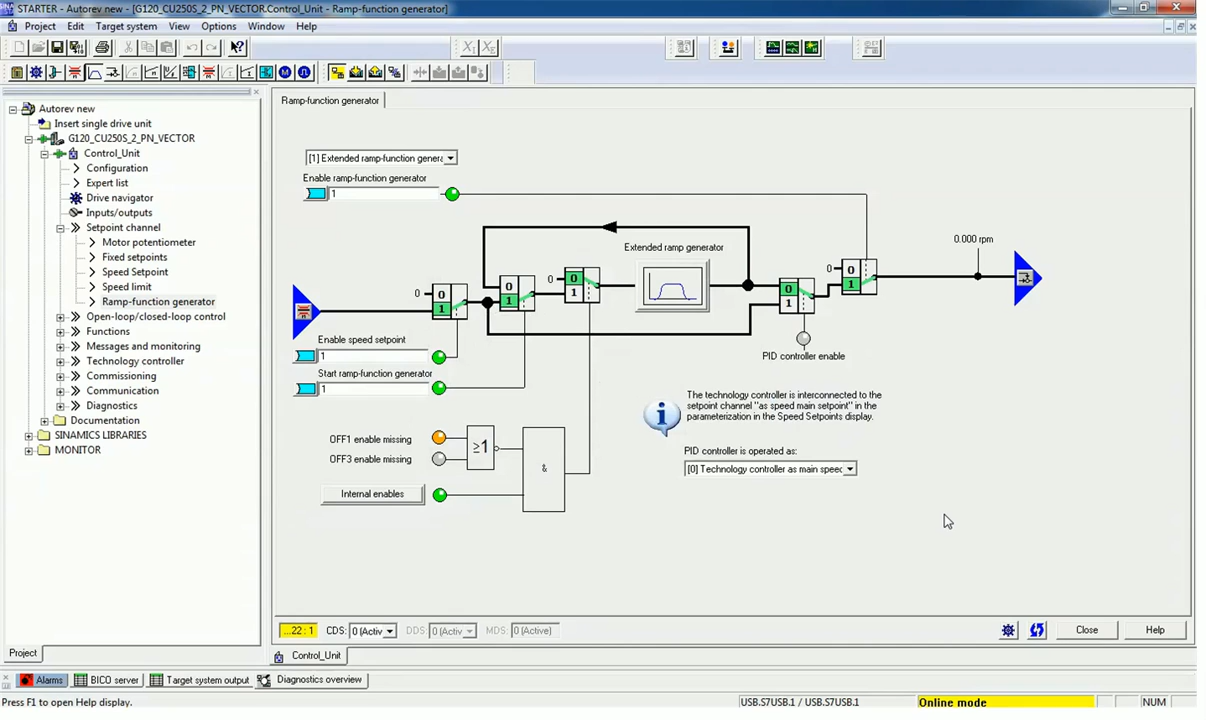 STARTER - Autorev new - [G120_CU250S_2_PN_VECTOR.Control_Unit - Ramp-function generator]
Project Edit Target system View Options Window Help
Autorev new
Insert single drive unit
G120_CU250S_2_PN_VECTOR
Control_Unit
Configuration
Expert list
Drive navigator
Inputs/outputs
Setpoint channel
Motor potentiometer
Fixed setpoints
Speed Setpoint
Speed limit
Ramp-function generator
Open-loop/closed-loop control
Functions
Messages and monitoring
Technology controller
Commissioning
Communication
Diagnostics
Documentation
SINAMICS LIBRARIES
MONITOR
Project
Ramp-function generator
[1] Extended ramp-function genera
Enable ramp-function generator
1
0.000 rpm
Extended ramp generator
0
0
1
0
1
0
0
1
0
1
0
0
1
Enable speed setpoint
1
Start ramp-function generator
1
PID controller enable
The technology controller is interconnected to the
setpoint channel "as speed main setpoint" in the
parameterization in the Speed Setpoints display.
OFF1 enable missing
OFF3 enable missing
≥1
&
Internal enables
PID controller is operated as:
[0] Technology controller as main speec
...22 : 1 CDS: 0 (Activ DDS: 0 (Activ MDS: 0 (Active)
Close Help
Control_Unit
Alarms BICO server Target system output Diagnostics overview
Press F1 to open Help display. USB.S7USB.1 / USB.S7USB.1 Online mode NUM